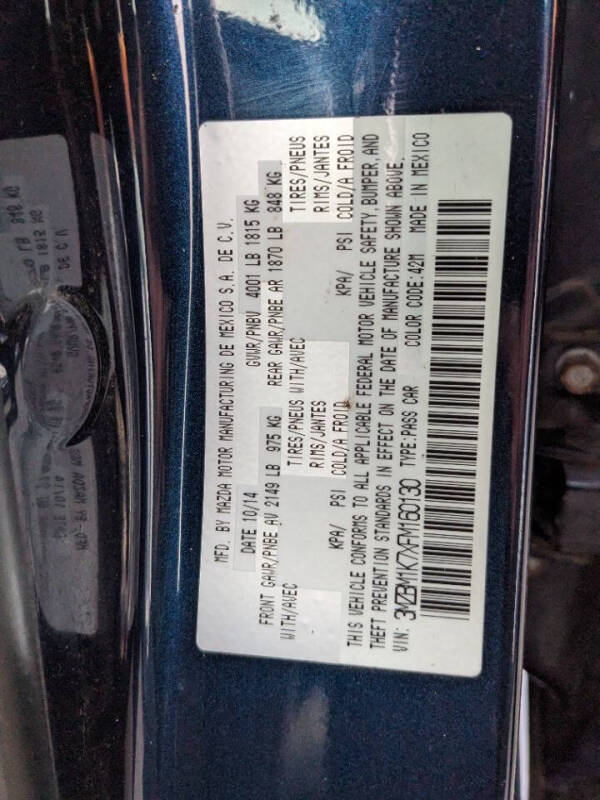 MFD. BY MAZDA MOTOR MANUFACTURING DE MEXICO S.A. DE C.V.
DATE 10/14 GVWR/PNBV 4001 LB 1815 KG
FRONT GAWR/PNBE AV 2149 LB 975 KG REAR GAWR/PNBE AR 1870 LB 848 KG
WITH/AVEC TIRES/PNEUS WITH/AVEC TIRES/PNEUS
RIMS/JANTES RIMS/JANTES
KPA/ PSI COLD/A FROID KPA/ PSI COLD/A FROID
THIS VEHICLE CONFORMS TO ALL APPLICABLE FEDERAL MOTOR VEHICLE SAFETY, BUMPER, AND
THEFT PREVENTION STANDARDS IN EFFECT ON THE DATE OF MANUFACTURE SHOWN ABOVE.
VIN: 3MZBM1K7XFM160130 TYPE:PASS CAR COLOR CODE:42M MADE IN MEXICO